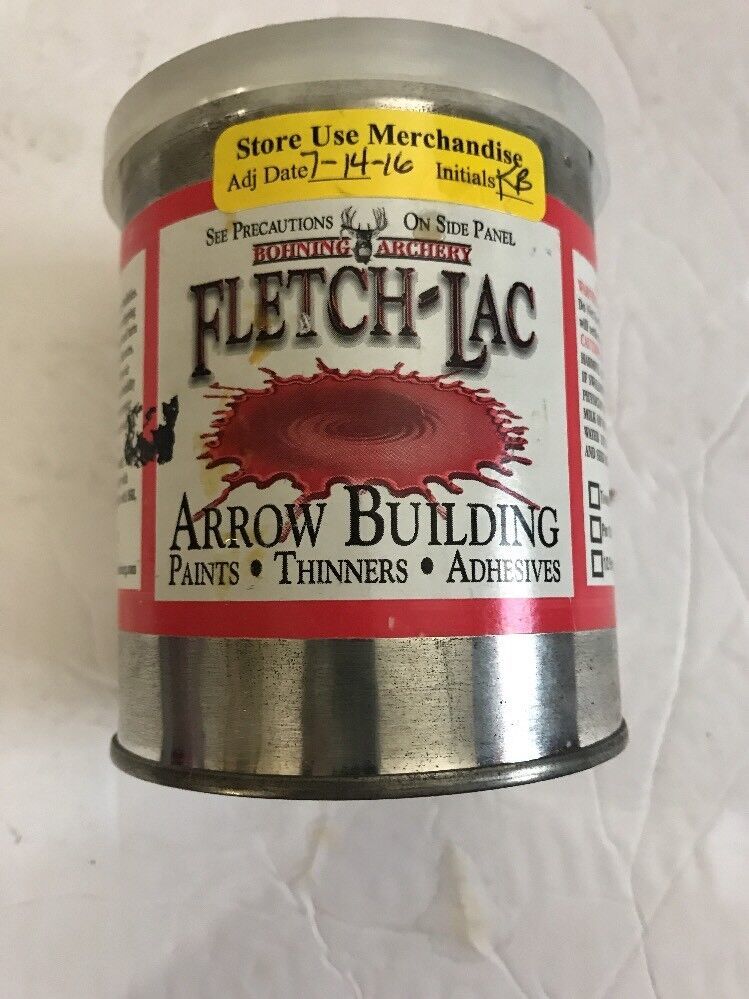 Store Use Merchandise
Adj Date 7-14-16 Initials KB
SEE PRECAUTIONS ON SIDE PANEL
BOHNING ARCHERY
FLETCH-LAC
ARROW BUILDING
PAINTS • THINNERS • ADHESIVES
AND